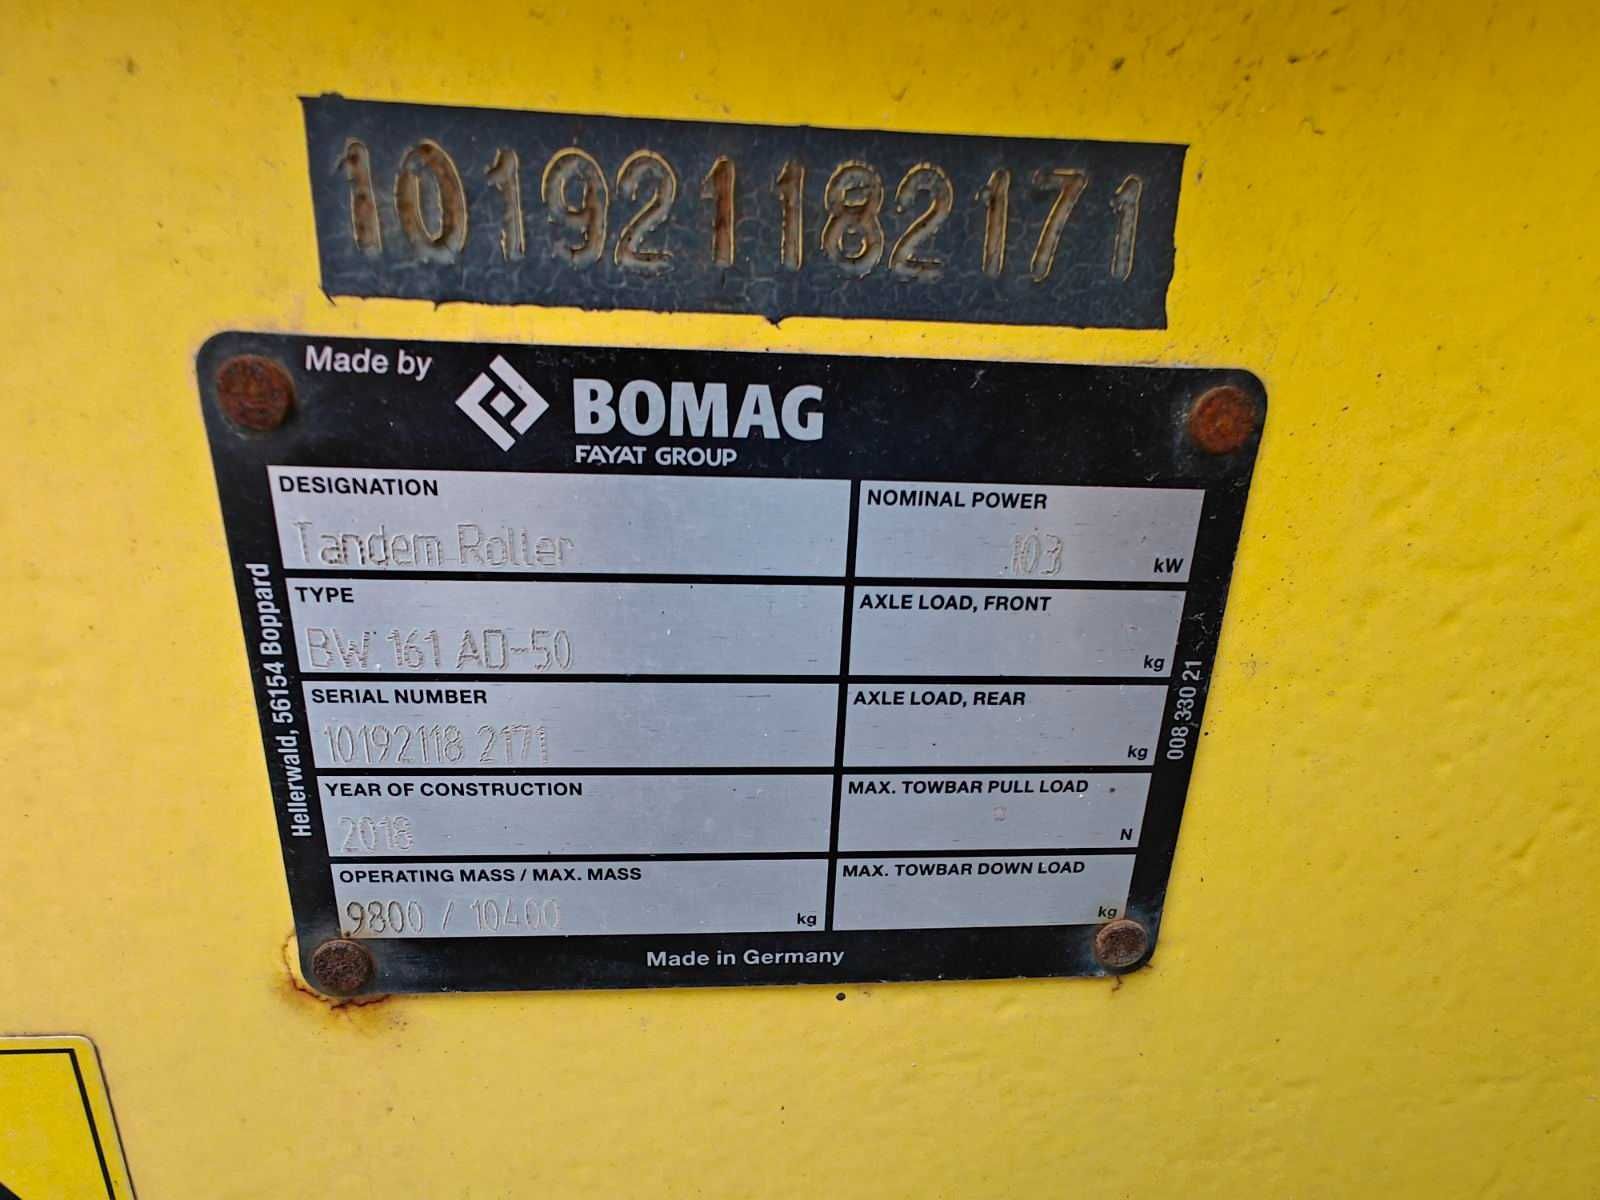 101921182171
Made by
BOMAG
FAYAT GROUP
DESIGNATION
Tandem Roller
NOMINAL POWER
103 kW
TYPE
BW 161 AD-50
AXLE LOAD, FRONT
kg
SERIAL NUMBER
10192118 2171
AXLE LOAD, REAR
kg
YEAR OF CONSTRUCTION
2018
MAX. TOWBAR PULL LOAD
N
OPERATING MASS / MAX. MASS
9800 / 10400 kg
MAX. TOWBAR DOWN LOAD
kg
Made in Germany
Hellerwald, 56154 Boppard
008 330 21